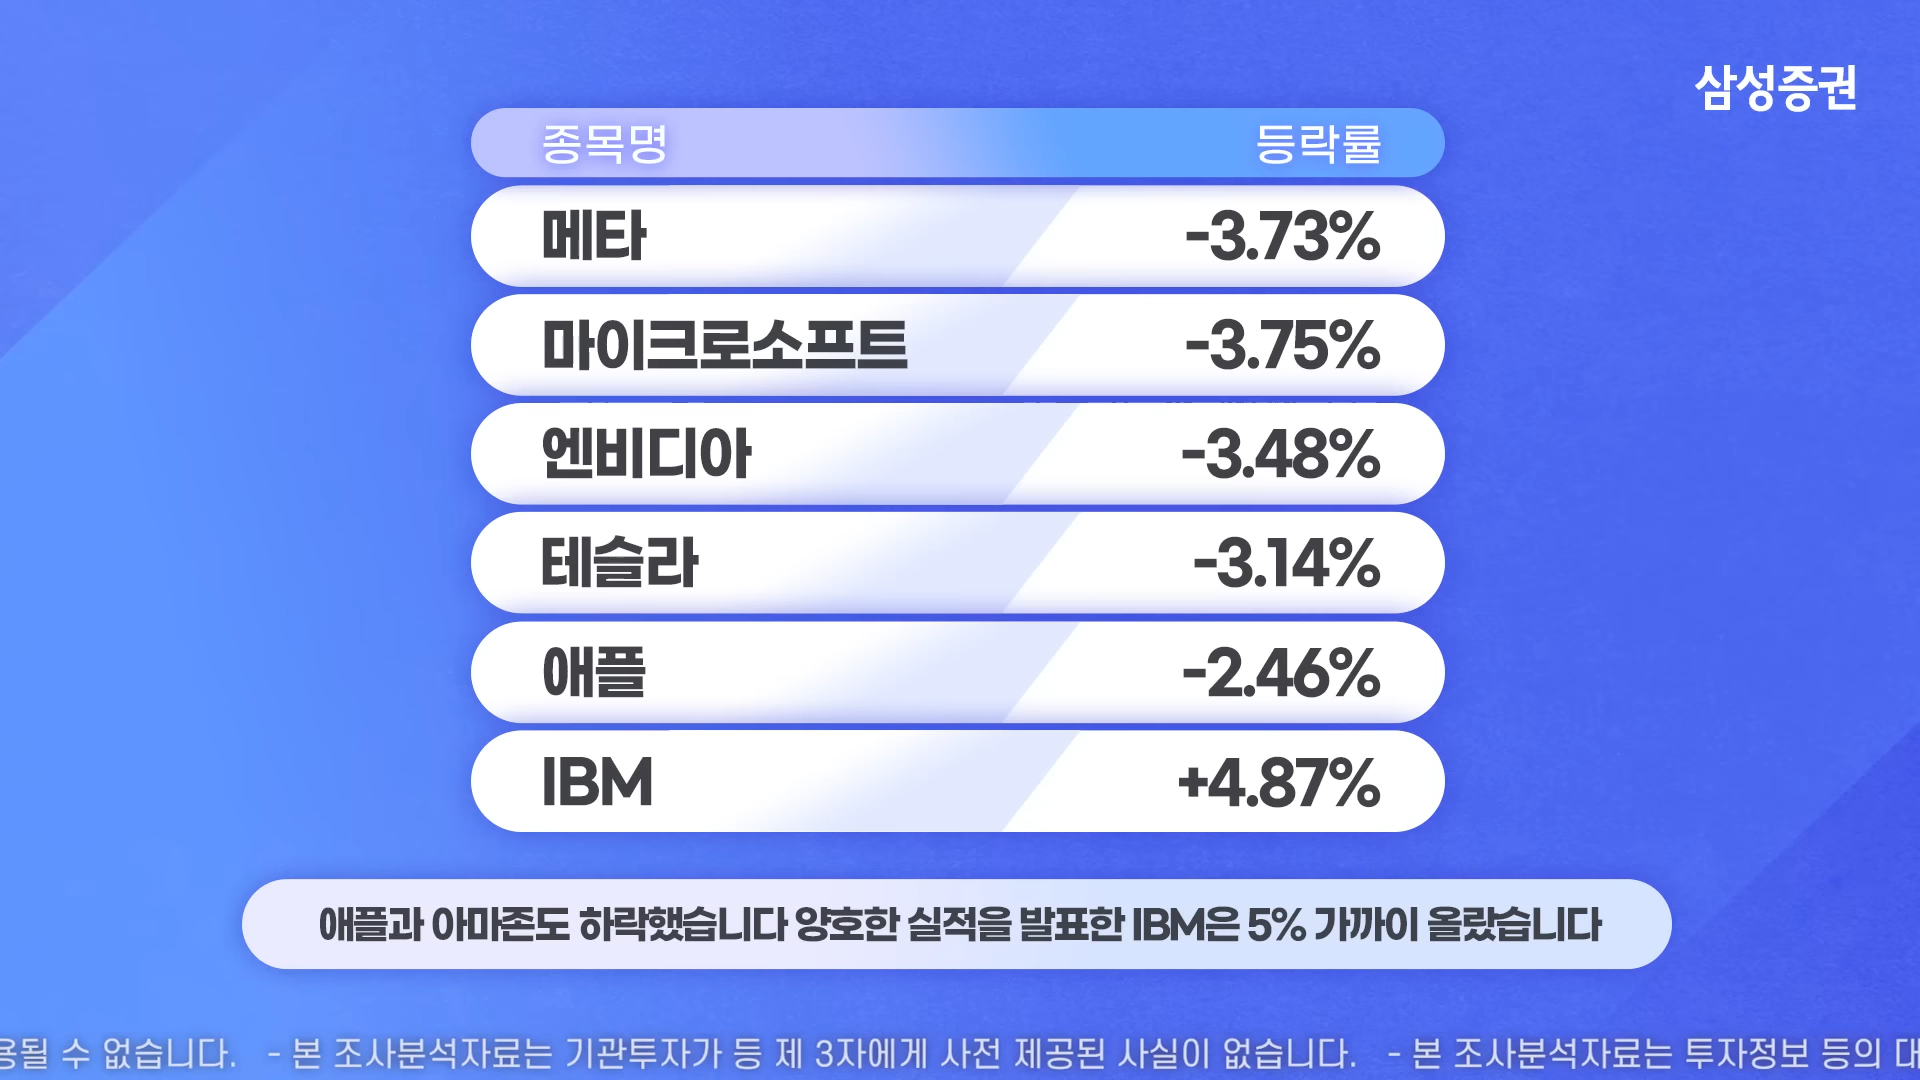 삼성증권
종목명 등락률
메타 -3.73%
마이크로소프트 -3.75%
엔비디아 -3.48%
테슬라 -3.14%
애플 -2.46%
IBM +4.87%
애플과 아마존도 하락했습니다 양호한 실적을 발표한 IBM은 5% 가까이 올랐습니다
용될 수 없습니다. - 본 조사분석자료는 기관투자가 등 제 3자에게 사전 제공된 사실이 없습니다. - 본 조사분석자료는 투자정보 등의 대